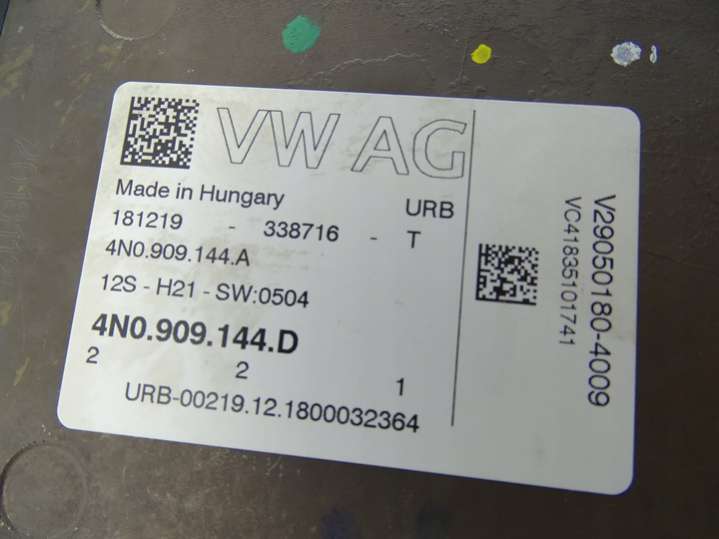 VW AG
Made in Hungary
URB
181219 - 338716 - T
4N0.909.144.A
12S - H21 - SW:0504
4N0.909.144.D
2 2 1
URB-00219.12.1800032364
V29050180-4009
VC41835101741